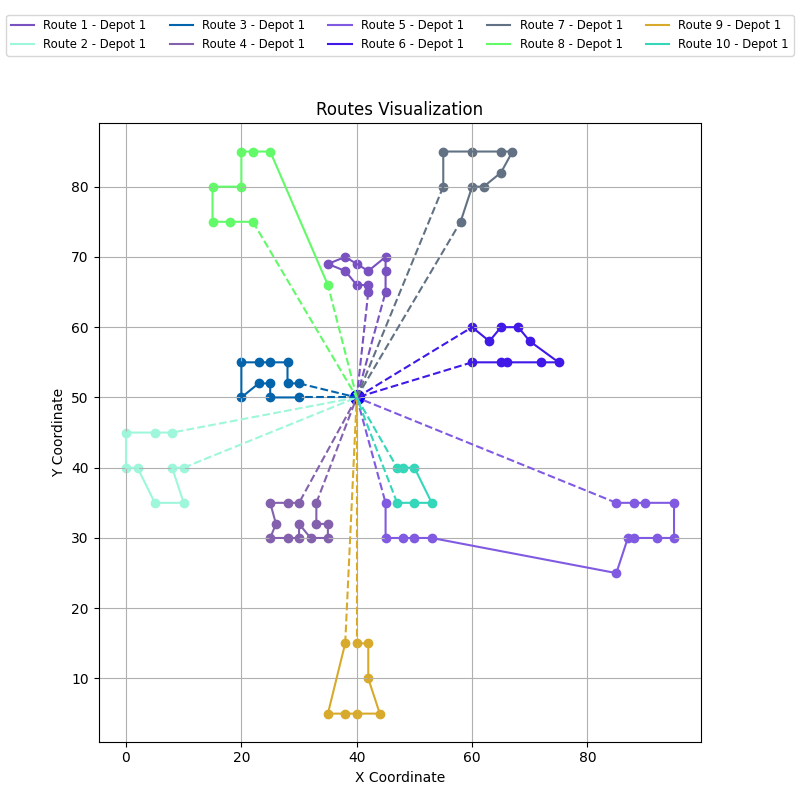 Route 1 - Depot 1 Route 3 - Depot 1 Route 5 - Depot 1 Route 7 - Depot 1 Route 9 - Depot 1
Route 2 - Depot 1 Route 4 - Depot 1 Route 6 - Depot 1 Route 8 - Depot 1 Route 10 - Depot 1
Routes Visualization
80
70
60
50
40
30
20
10
Y Coordinate
0 20 40 60 80
X Coordinate